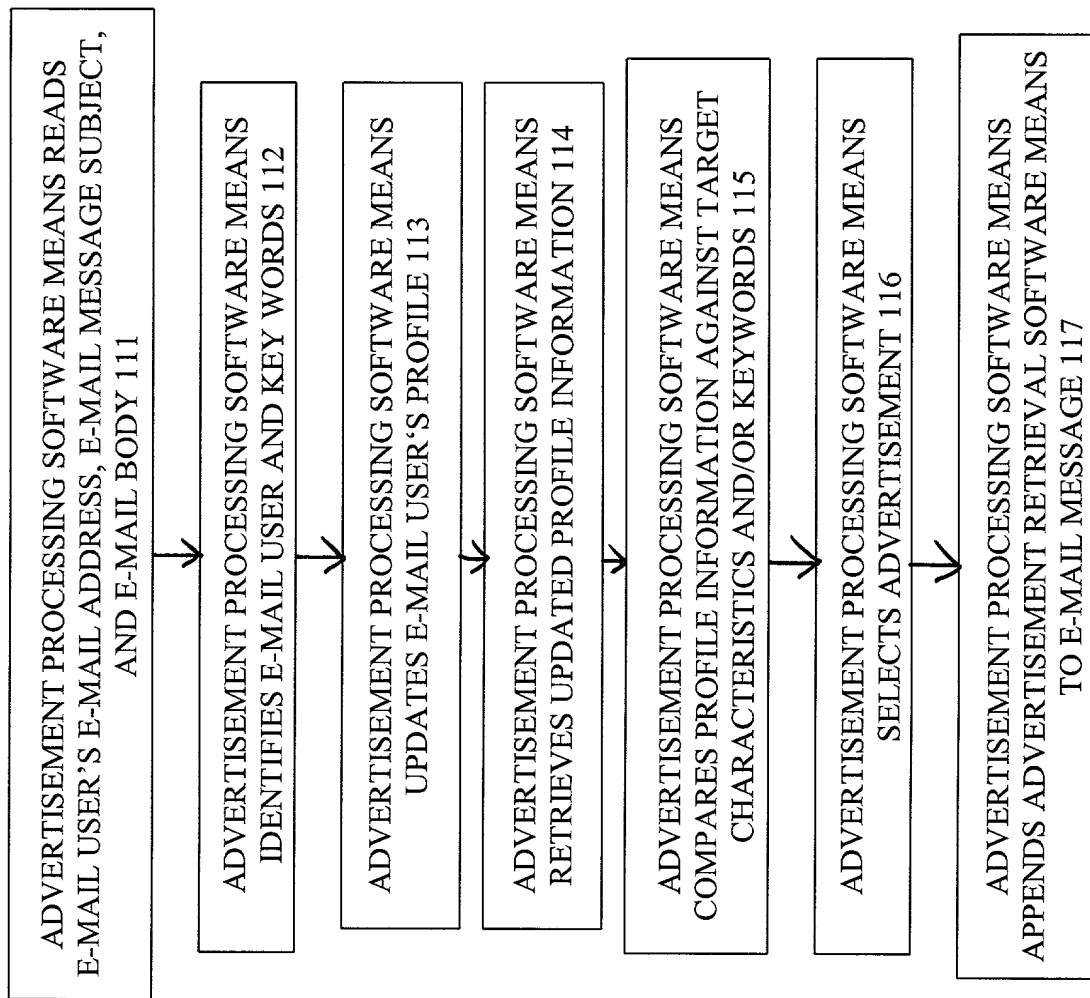 ADVERTISEMENT PROCESSING SOFTWARE MEANS READS
E-MAIL USER'S E-MAIL ADDRESS, E-MAIL MESSAGE SUBJECT,
AND E-MAIL BODY 111
ADVERTISEMENT PROCESSING SOFTWARE MEANS
IDENTIFIES E-MAIL USER AND KEY WORDS 112
ADVERTISEMENT PROCESSING SOFTWARE MEANS
UPDATES E-MAIL USER'S PROFILE 113
ADVERTISEMENT PROCESSING SOFTWARE MEANS
RETRIEVES UPDATED PROFILE INFORMATION 114
ADVERTISEMENT PROCESSING SOFTWARE MEANS
COMPARES PROFILE INFORMATION AGAINST TARGET
CHARACTERISTICS AND/OR KEYWORDS 115
ADVERTISEMENT PROCESSING SOFTWARE MEANS
SELECTS ADVERTISEMENT 116
ADVERTISEMENT PROCESSING SOFTWARE MEANS
APPENDS ADVERTISEMENT RETRIEVAL SOFTWARE MEANS
TO E-MAIL MESSAGE 117